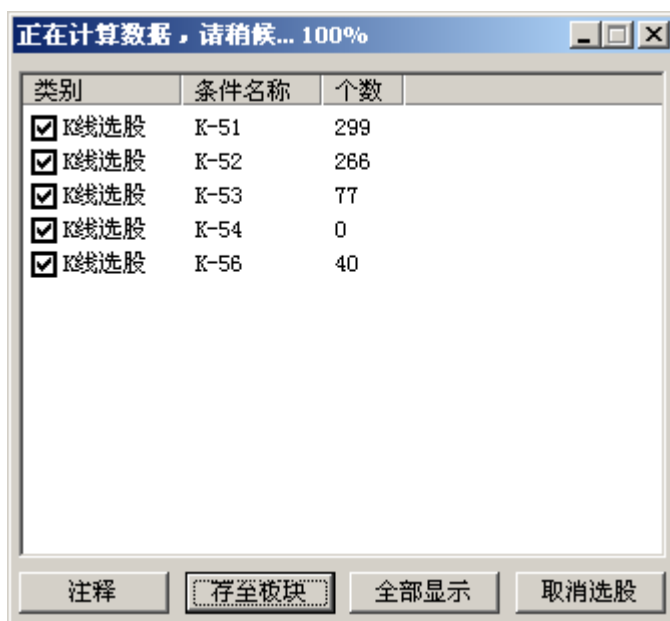 正在计算数据，请稍候... 100%
类别 条件名称 个数
K线选股 K-51 299
K线选股 K-52 266
K线选股 K-53 77
K线选股 K-54 0
K线选股 K-56 40
注释 存至板块 全部显示 取消选股